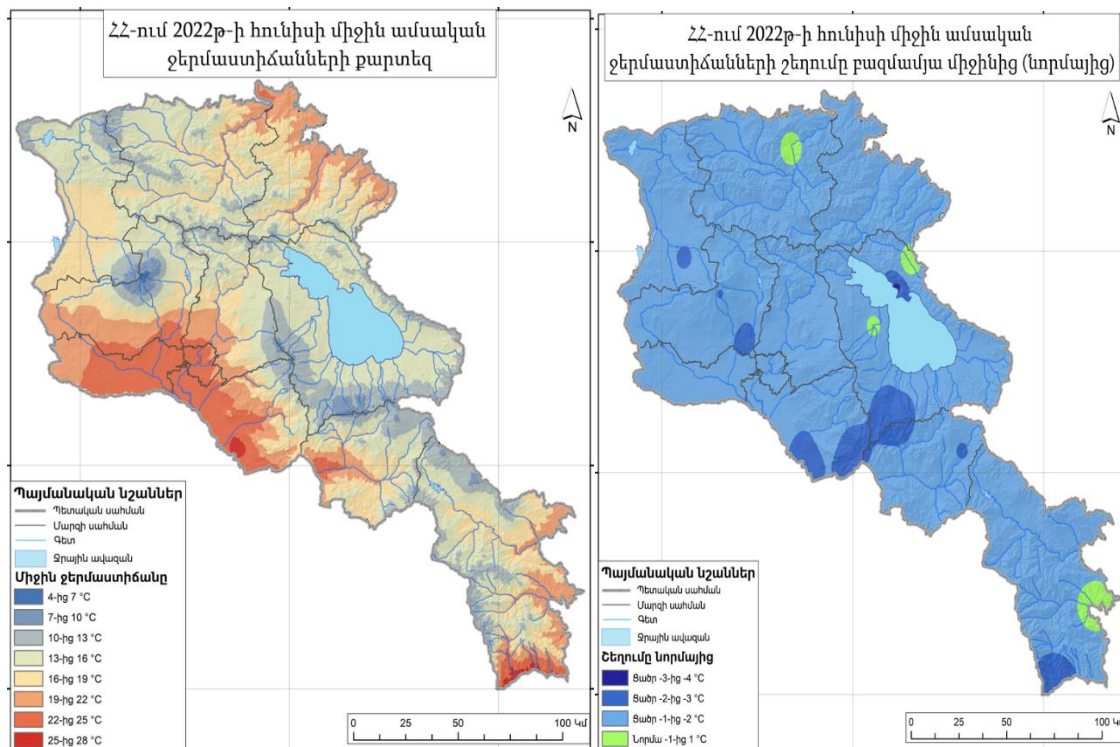 ՀՀ-ում 2022թ-ի հունիսի միջին ամսական
ջերմաստիճանների քարտեզ
N
Պայմանական նշաններ
Պետական սահման
Մարզի սահման
Գետ
Ջրային ավազան
Միջին ջերմաստիճանը
4-ից 7 °C
7-ից 10 °C
10-ից 13 °C
13-ից 16 °C
16-ից 19 °C
19-ից 22 °C
22-ից 25 °C
25-ից 28 °C
0 25 50 100 Կմ
ՀՀ-ում 2022թ-ի հունիսի միջին ամսական
ջերմաստիճանների շեղումը բազմամյա միջինից (նորմայից)
N
Պայմանական նշաններ
Պետական սահման
Մարզի սահման
Գետ
Ջրային ավազան
Շեղումը նորմայից
Ցածր -3-ից -4 °C
Ցածր -2-ից -3 °C
Ցածր -1-ից -2 °C
Նորմա -1-ից 1 °C
0 25 50 100 Կմ